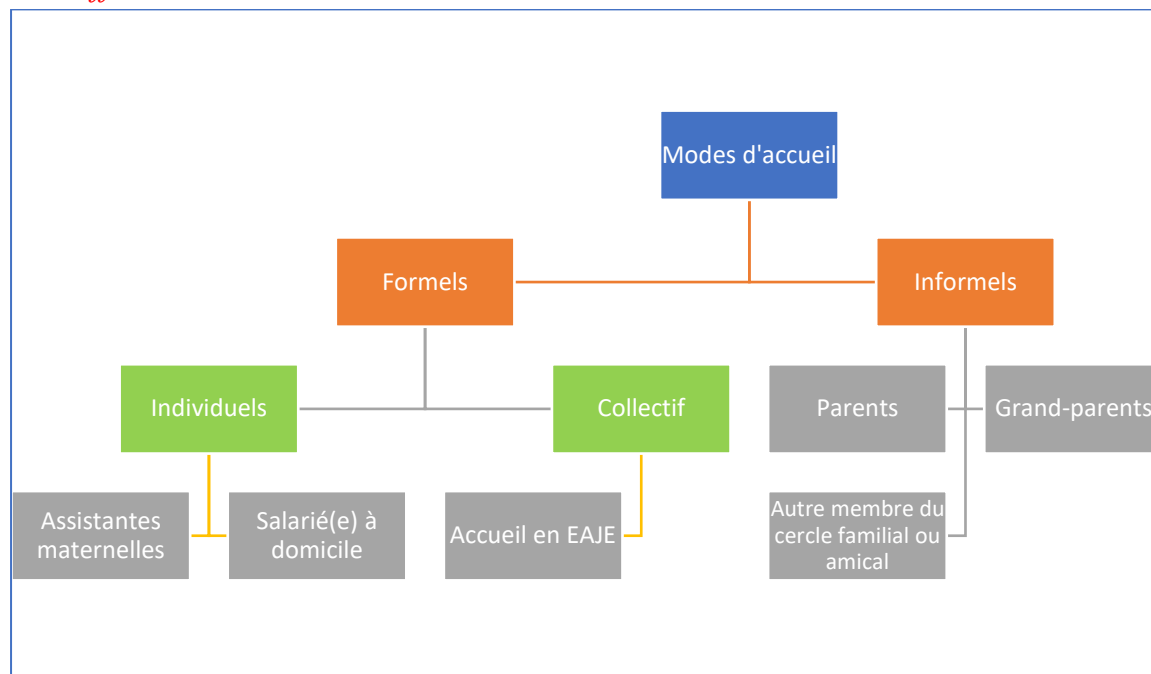 Modes d'accueil
Formels
Informels
Individuels
Collectif
Parents
Grand-parents
Assistantes
maternelles
Salarié(e) à
domicile
Accueil en EAJE
Autre membre du
cercle familial ou
amical